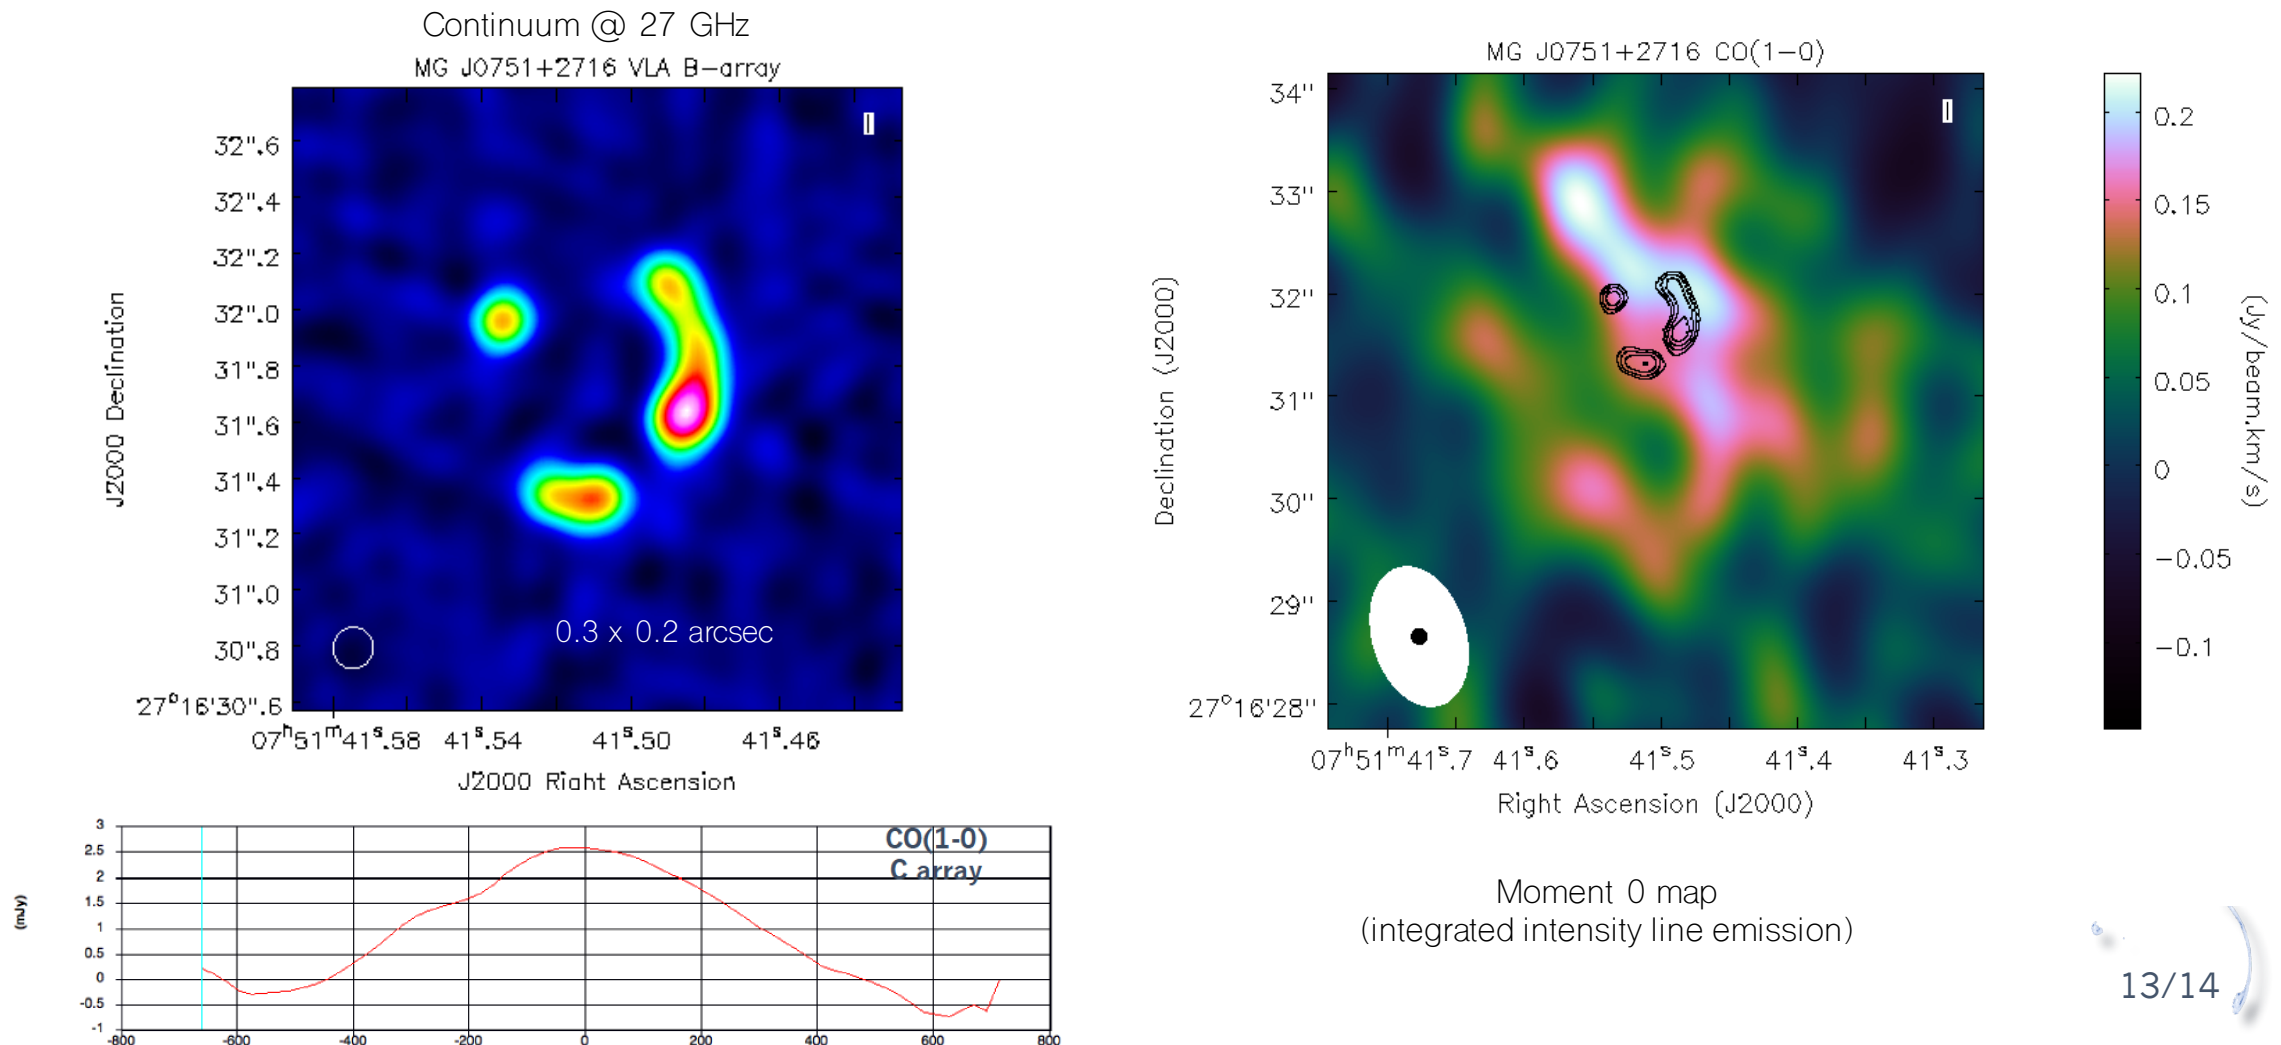 Continuum @ 27 GHz
MG J0751+2716 VLA B-array
32".6
32".4
32".2
32".0
31".8
31".6
31".4
31".2
31".0
30".8
27°16'30".6
J2000 Declination
0.3 x 0.2 arcsec
07ʰ51ᵐ41ˢ.58 41ˢ.54 41ˢ.50 41ˢ.46
J2000 Right Ascension
MG J0751+2716 CO(1-0)
34"
33"
32"
31"
30"
29"
27°16'28"
Declination (J2000)
07ʰ51ᵐ41ˢ.7 41ˢ.6 41ˢ.5 41ˢ.4 41ˢ.3
Right Ascension (J2000)
0.2
0.15
0.1
0.05
0
-0.05
-0.1
(Jy/beam.km/s)
CO(1-0)
C array
3
2.5
2
1.5
1
0.5
0
-0.5
-1
(mJy)
-800 -600 -400 -200 0 200 400 600 800
Moment 0 map
(integrated intensity line emission)
13/14